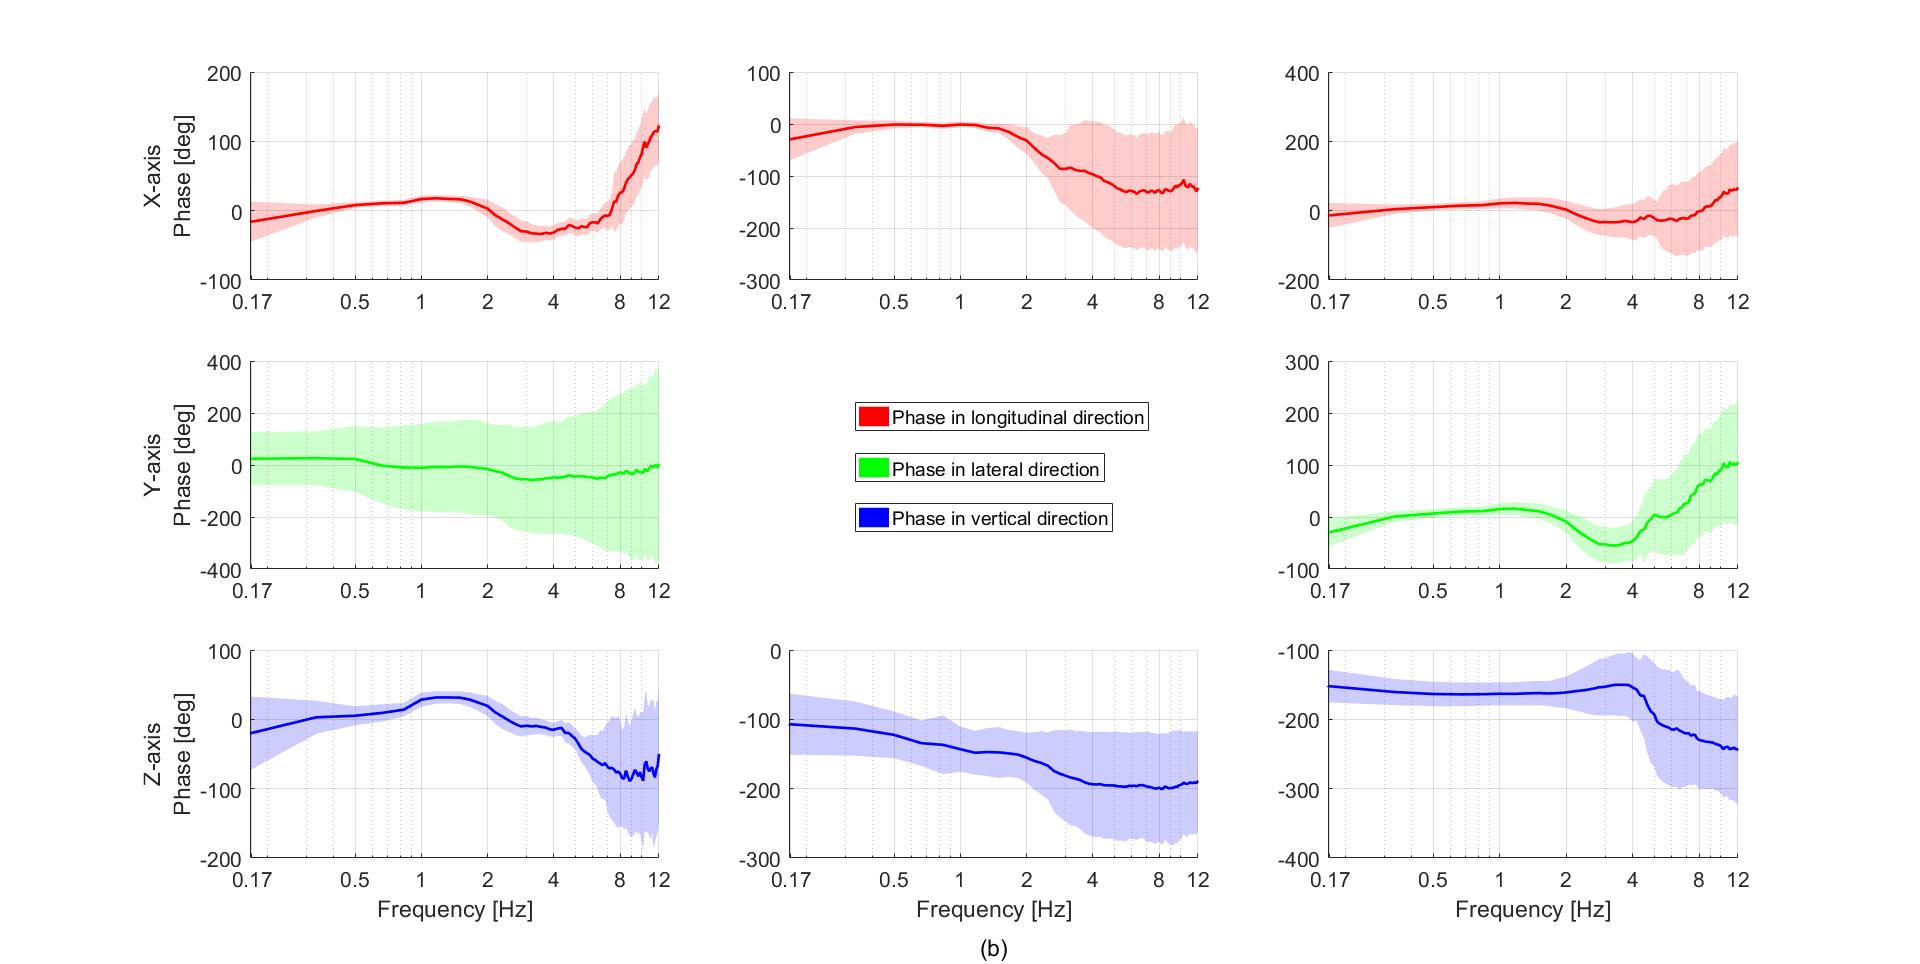 200
100
0
-100
0.17 0.5 1 2 4 8 12
X-axis
Phase [deg]
100
0
-100
-200
-300
0.17 0.5 1 2 4 8 12
400
200
0
-200
0.17 0.5 1 2 4 8 12
400
200
0
-200
-400
0.17 0.5 1 2 4 8 12
Y-axis
Phase [deg]
Phase in longitudinal direction
Phase in lateral direction
Phase in vertical direction
300
200
100
0
-100
0.17 0.5 1 2 4 8 12
100
0
-100
-200
0.17 0.5 1 2 4 8 12
Z-axis
Phase [deg]
Frequency [Hz]
0
-100
-200
-300
0.17 0.5 1 2 4 8 12
Frequency [Hz]
-100
-200
-300
-400
0.17 0.5 1 2 4 8 12
Frequency [Hz]
(b)